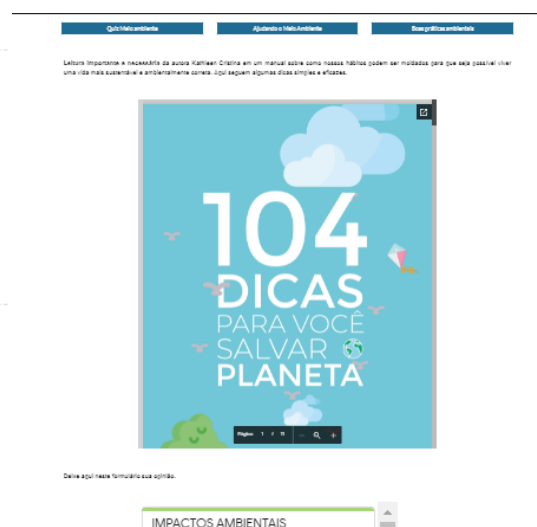 Quiz Meio ambiente
Ajudando o Meio Ambiente
Boas práticas ambientais
Leitura importante e necessária da autora Kathleen Cristina em um manual sobre como nossos hábitos podem ser moldados para que seja possível viver
uma vida mais sustentável e ambientalmente correta. Aqui seguem algumas dicas simples e eficazes.
104
DICAS
PARA VOCÊ
SALVAR
PLANETA
Página 1 / 11
Deixe aqui neste formulário sua opinião.
IMPACTOS AMBIENTAIS